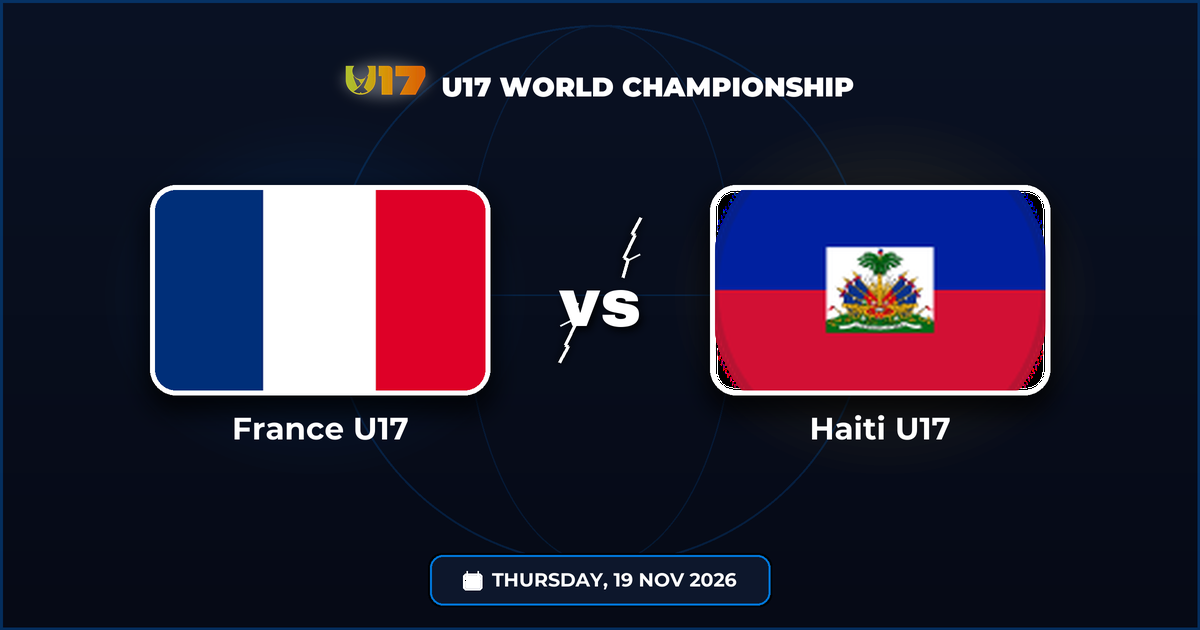 U17 U17 WORLD CHAMPIONSHIP
VS
France U17
Haiti U17
THURSDAY, 19 NOV 2026